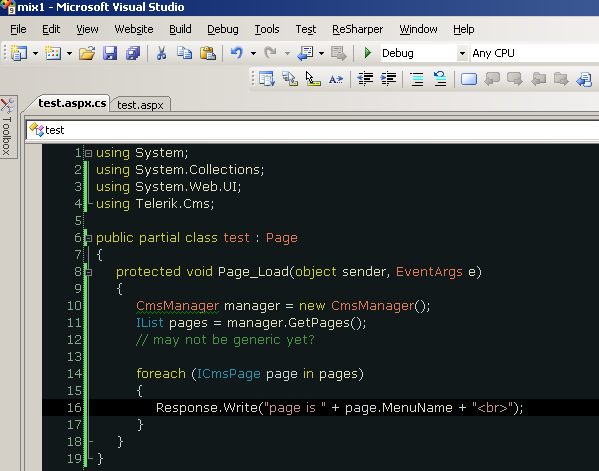 mix1 - Microsoft Visual Studio
File Edit View Website Build Debug Tools Test ReSharper Window Help
Debug Any CPU
test.aspx.cs test.aspx
Toolbox
test
1 using System;
2 using System.Collections;
3 using System.Web.UI;
4 using Telerik.Cms;
5
6 public partial class test : Page
7 {
8 protected void Page_Load(object sender, EventArgs e)
9 {
10 CmsManager manager = new CmsManager();
11 IList pages = manager.GetPages();
12 // may not be generic yet?
13
14 foreach (ICmsPage page in pages)
15 {
16 Response.Write("page is " + page.MenuName + "<br>");
17 }
18 }
19 }